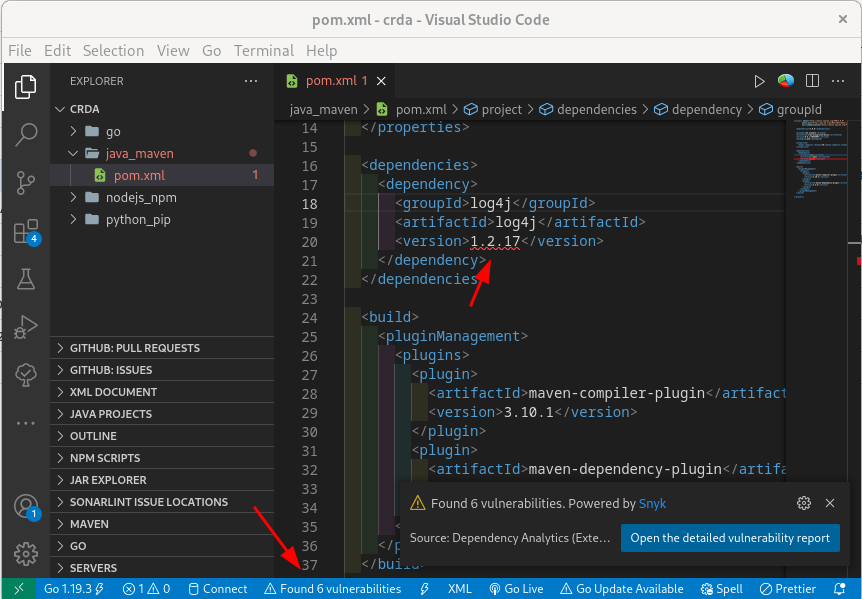 pom.xml - crda - Visual Studio Code
File Edit Selection View Go Terminal Help
EXPLORER
CRDA
go
java_maven
pom.xml 1
nodejs_npm
python_pip
GITHUB: PULL REQUESTS
GITHUB: ISSUES
XML DOCUMENT
JAVA PROJECTS
OUTLINE
NPM SCRIPTS
JAR EXPLORER
SONARLINT ISSUE LOCATIONS
MAVEN
GO
SERVERS
4
1
pom.xml 1
java_maven > pom.xml > project > dependencies > dependency > groupId
14 </properties>
15
16 <dependencies>
17 <dependency>
18 <groupId>log4j</groupId>
19 <artifactId>log4j</artifactId>
20 <version>1.2.17</version>
21 </dependency>
22 </dependencies
23
24 <build>
25 <pluginManagement>
26 <plugins>
27 <plugin>
28 <artifactId>maven-compiler-plugin</artifact
29 <version>3.10.1</version>
30 </plugin>
31 <plugin>
32 <artifactId>maven-dependency-plugin</artifa
33
34
35 <
36 </p
37 </build
Found 6 vulnerabilities. Powered by Snyk
Source: Dependency Analytics (Exte...
Open the detailed vulnerability report
Go 1.19.3 1 0 Connect Found 6 vulnerabilities XML Go Live Go Update Available Spell Prettier